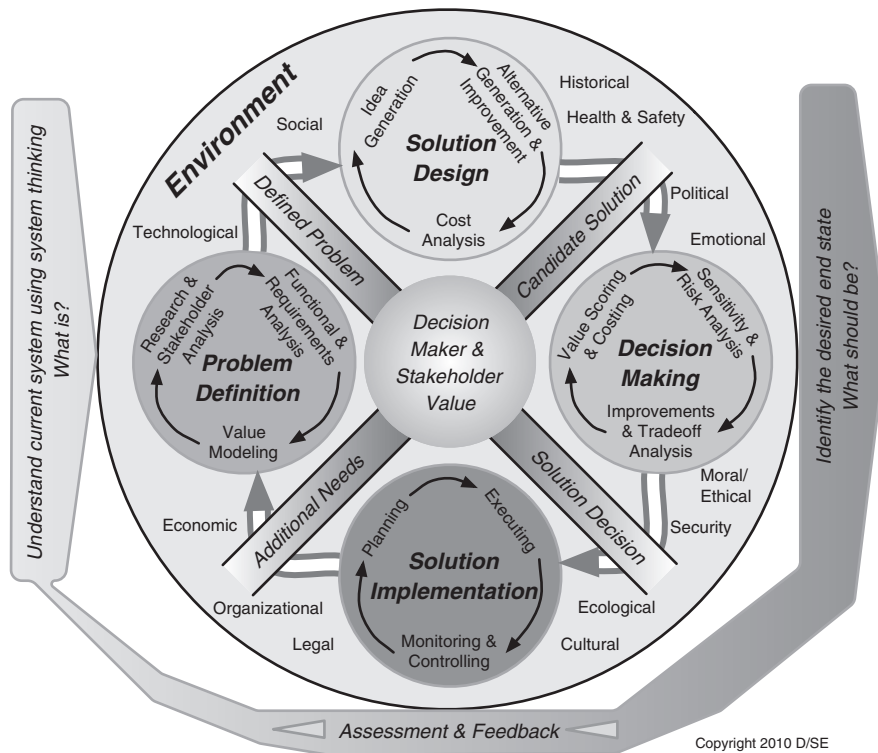 Environment
Understand current system using system thinking
What is?
Identify the desired end state
What should be?
Social
Technological
Historical
Health & Safety
Political
Emotional
Idea
Generation
Alternative
Generation &
Improvement
Solution
Design
Cost
Analysis
Defined Problem
Candidate Solution
Research &
Stakeholder
Analysis
Functional &
Requirements
Analysis
Problem
Definition
Value
Modeling
Decision
Maker &
Stakeholder
Value
Value Scoring
& Costing
Sensitivity &
Risk Analysis
Decision
Making
Improvements
& Tradeoff
Analysis
Moral/
Ethical
Security
Economic
Additional Needs
Solution Decision
Planning
Executing
Solution
Implementation
Monitoring &
Controlling
Organizational
Legal
Ecological
Cultural
Assessment & Feedback
Copyright 2010 D/SE